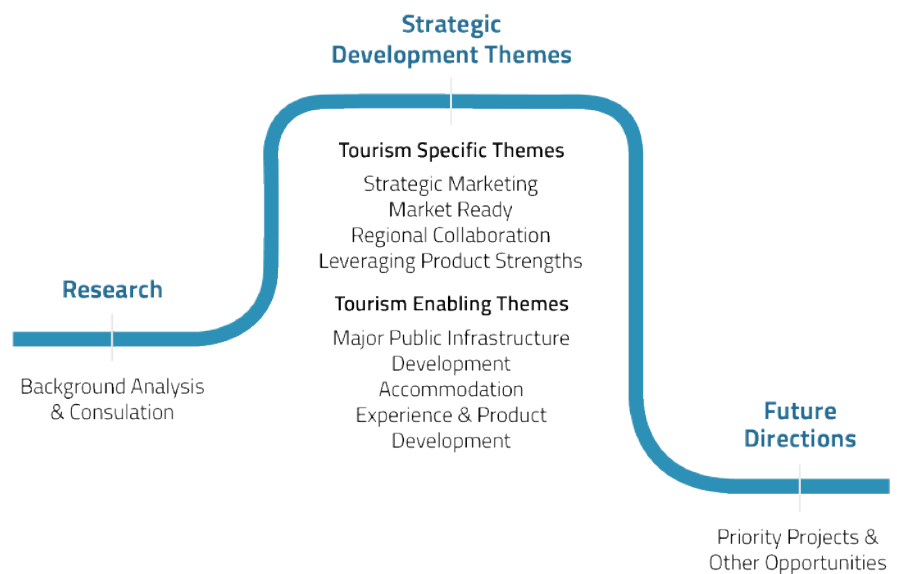 Strategic
Development Themes
Tourism Specific Themes
Strategic Marketing
Market Ready
Regional Collaboration
Leveraging Product Strengths
Research
Tourism Enabling Themes
Major Public Infrastructure
Development
Accommodation
Experience & Product
Development
Background Analysis
& Consulation
Future
Directions
Priority Projects &
Other Opportunities